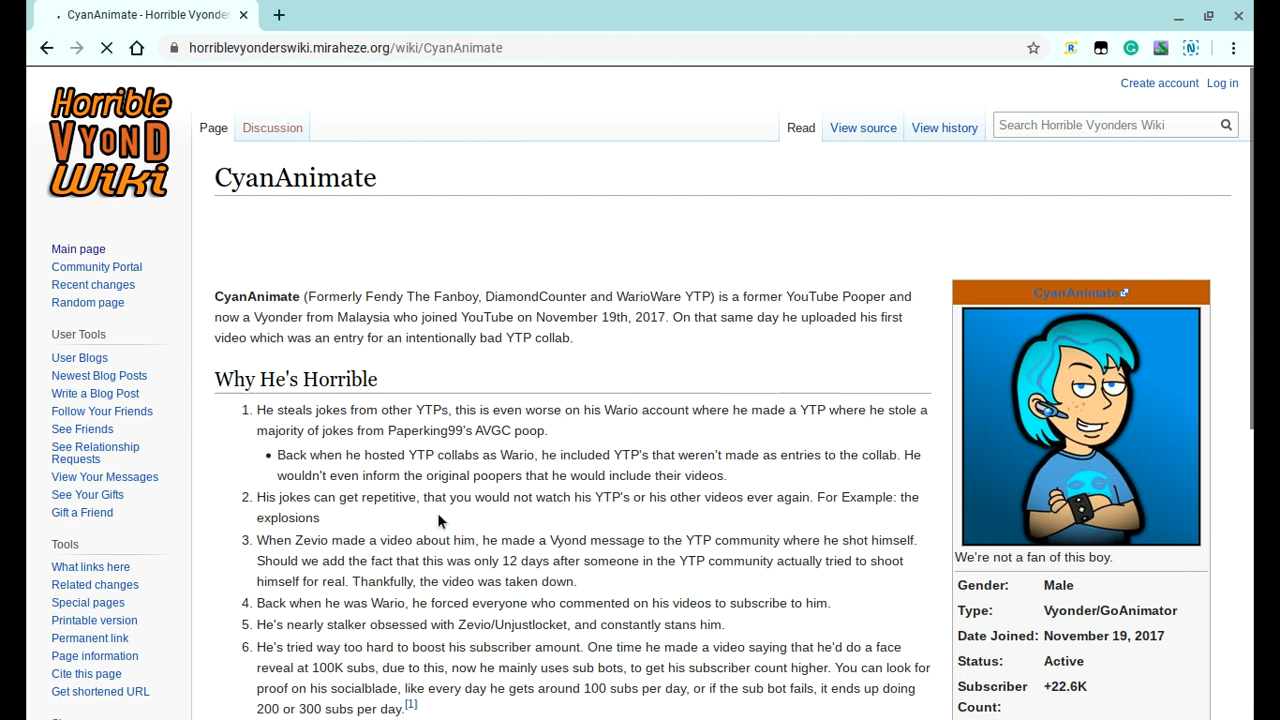 CyanAnimate - Horrible Vyonder
horriblevyonderswiki.miraheze.org/wiki/CyanAnimate
Create account Log in
Horrible
VYOND
Wiki
Page Discussion Read View source View history Search Horrible Vyonders Wiki
CyanAnimate
Main page
Community Portal
Recent changes
Random page
User Tools
User Blogs
Newest Blog Posts
Write a Blog Post
Follow Your Friends
See Friends
See Relationship
Requests
View Your Messages
See Your Gifts
Gift a Friend
Tools
What links here
Related changes
Special pages
Printable version
Permanent link
Page information
Cite this page
Get shortened URL
CyanAnimate (Formerly Fendy The Fanboy, DiamondCounter and WarioWare YTP) is a former YouTube Pooper and
now a Vyonder from Malaysia who joined YouTube on November 19th, 2017. On that same day he uploaded his first
video which was an entry for an intentionally bad YTP collab.
Why He's Horrible
1. He steals jokes from other YTPs, this is even worse on his Wario account where he made a YTP where he stole a
majority of jokes from Paperking99's AVGC poop.
• Back when he hosted YTP collabs as Wario, he included YTP's that weren't made as entries to the collab. He
wouldn't even inform the original poopers that he would include their videos.
2. His jokes can get repetitive, that you would not watch his YTP's or his other videos ever again. For Example: the
explosions
3. When Zevio made a video about him, he made a Vyond message to the YTP community where he shot himself.
Should we add the fact that this was only 12 days after someone in the YTP community actually tried to shoot
himself for real. Thankfully, the video was taken down.
4. Back when he was Wario, he forced everyone who commented on his videos to subscribe to him.
5. He's nearly stalker obsessed with Zevio/Unjustlocket, and constantly stans him.
6. He's tried way too hard to boost his subscriber amount. One time he made a video saying that he'd do a face
reveal at 100K subs, due to this, now he mainly uses sub bots, to get his subscriber count higher. You can look for
proof on his socialblade, like every day he gets around 100 subs per day, or if the sub bot fails, it ends up doing
200 or 300 subs per day.[1]
CyanAnimate
We're not a fan of this boy.
Gender: Male
Type: Vyonder/GoAnimator
Date Joined: November 19, 2017
Status: Active
Subscriber +22.6K
Count: